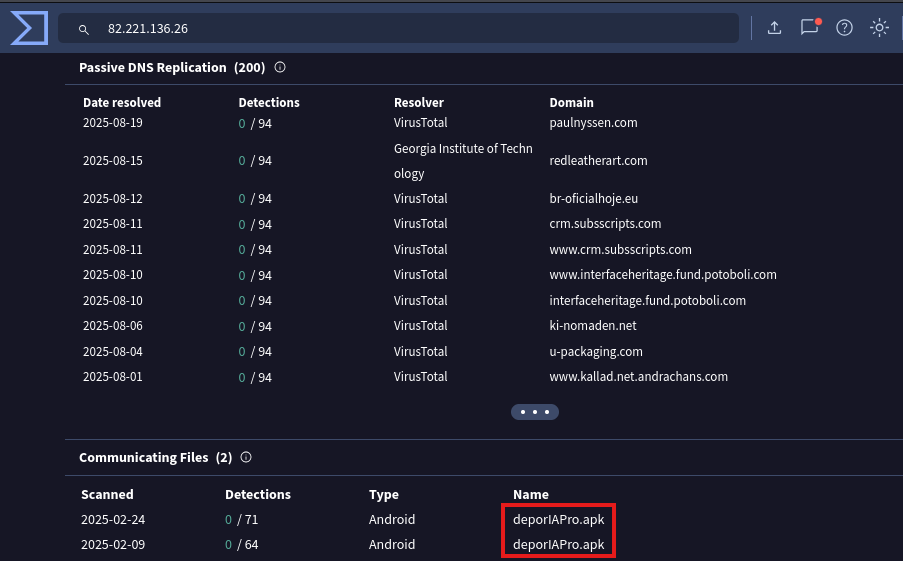 82.221.136.26
Passive DNS Replication (200)
Date resolved Detections Resolver Domain
2025-08-19 0 / 94 VirusTotal paulnyssen.com
2025-08-15 0 / 94 Georgia Institute of Techn
ology redleatherart.com
2025-08-12 0 / 94 VirusTotal br-oficialhoje.eu
2025-08-11 0 / 94 VirusTotal crm.subsscripts.com
2025-08-11 0 / 94 VirusTotal www.crm.subsscripts.com
2025-08-10 0 / 94 VirusTotal www.interfaceheritage.fund.potoboli.com
2025-08-10 0 / 94 VirusTotal interfaceheritage.fund.potoboli.com
2025-08-06 0 / 94 VirusTotal ki-nomaden.net
2025-08-04 0 / 94 VirusTotal u-packaging.com
2025-08-01 0 / 94 VirusTotal www.kallad.net.andrachans.com
Communicating Files (2)
Scanned Detections Type Name
2025-02-24 0 / 71 Android deporIAPro.apk
2025-02-09 0 / 64 Android deporIAPro.apk